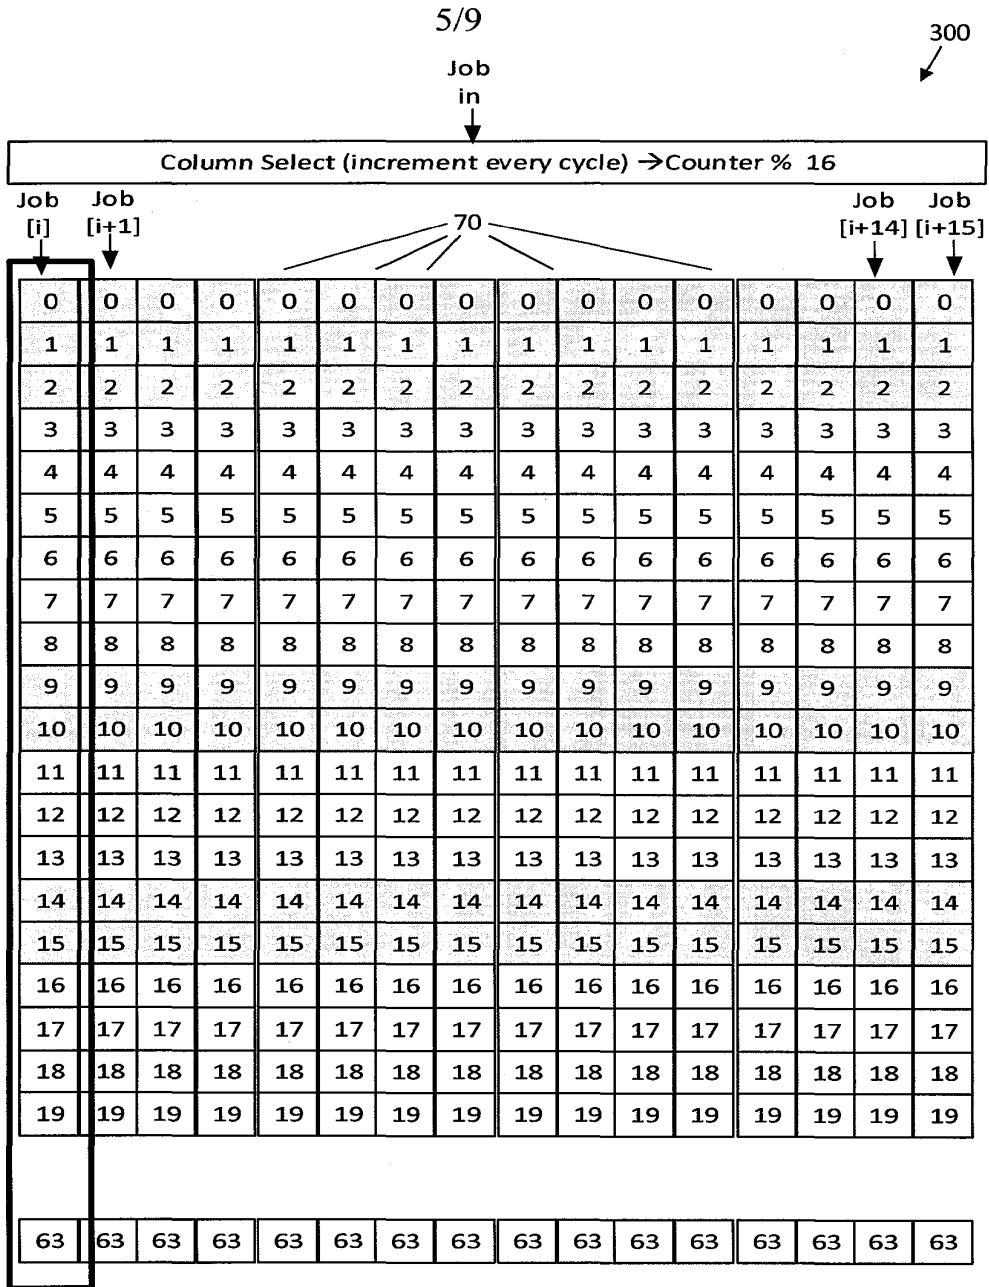 5/9
300
Job
in
Column Select (increment every cycle) →Counter % 16
Job [i] Job [i+1] 70 Job [i+14] Job [i+15]
0 0 0 0 0 0 0 0 0 0 0 0 0 0 0 0
1 1 1 1 1 1 1 1 1 1 1 1 1 1 1 1
2 2 2 2 2 2 2 2 2 2 2 2 2 2 2 2
3 3 3 3 3 3 3 3 3 3 3 3 3 3 3 3
4 4 4 4 4 4 4 4 4 4 4 4 4 4 4 4
5 5 5 5 5 5 5 5 5 5 5 5 5 5 5 5
6 6 6 6 6 6 6 6 6 6 6 6 6 6 6 6
7 7 7 7 7 7 7 7 7 7 7 7 7 7 7 7
8 8 8 8 8 8 8 8 8 8 8 8 8 8 8 8
9 9 9 9 9 9 9 9 9 9 9 9 9 9 9 9
10 10 10 10 10 10 10 10 10 10 10 10 10 10 10 10
11 11 11 11 11 11 11 11 11 11 11 11 11 11 11 11
12 12 12 12 12 12 12 12 12 12 12 12 12 12 12 12
13 13 13 13 13 13 13 13 13 13 13 13 13 13 13 13
14 14 14 14 14 14 14 14 14 14 14 14 14 14 14 14
15 15 15 15 15 15 15 15 15 15 15 15 15 15 15 15
16 16 16 16 16 16 16 16 16 16 16 16 16 16 16 16
17 17 17 17 17 17 17 17 17 17 17 17 17 17 17 17
18 18 18 18 18 18 18 18 18 18 18 18 18 18 18 18
19 19 19 19 19 19 19 19 19 19 19 19 19 19 19 19
63 63 63 63 63 63 63 63 63 63 63 63 63 63 63 63